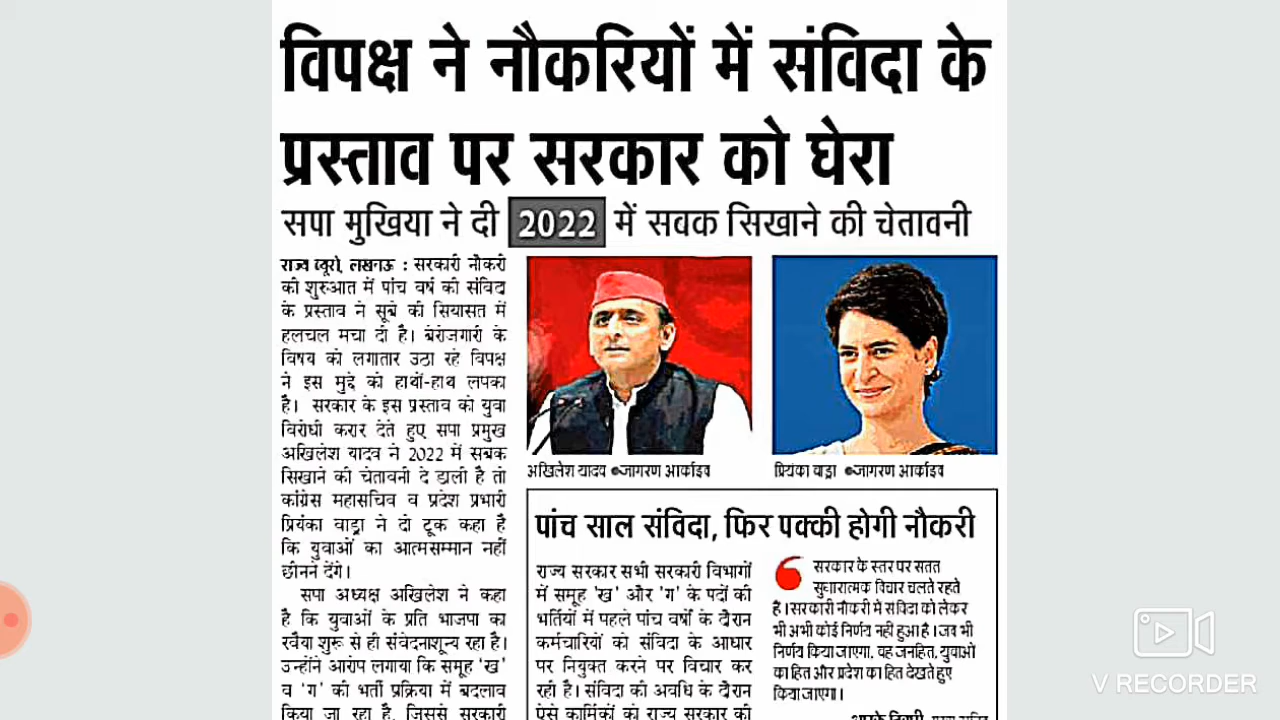 विपक्ष ने नौकरियों में संविदा के
प्रस्ताव पर सरकार को घेरा
सपा मुखिया ने दी 2022 में सबक सिखाने की चेतावनी
राज्य ब्यूरो, लखनऊ : सरकारी नौकरी
की शुरुआत में पांच वर्ष की संविदा
के प्रस्ताव ने सूबे की सियासत में
हलचल मचा दी है। बेरोजगारी के
विषय को लगातार उठा रहे विपक्ष
ने इस मुद्दे को हाथों-हाथ लपका
है। सरकार के इस प्रस्ताव को युवा
विरोधी करार देते हुए सपा प्रमुख
अखिलेश यादव ने 2022 में सबक
सिखाने की चेतावनी दे डाली है तो
कांग्रेस महासचिव व प्रदेश प्रभारी
प्रियंका वाड्रा ने दो टूक कहा है
कि युवाओं का आत्मसम्मान नहीं
छीनने देंगे।
सपा अध्यक्ष अखिलेश ने कहा
है कि युवाओं के प्रति भाजपा का
रवैया शुरू से ही संवेदनाशून्य रहा है।
उन्होंने आरोप लगाया कि समूह 'ख'
व 'ग' की भर्ती प्रक्रिया में बदलाव
किया जा रहा है, जिससे सरकारी
अखिलेश यादव जागरण आर्काइव
प्रियंका वाड्रा जागरण आर्काइव
पांच साल संविदा, फिर पक्की होगी नौकरी
राज्य सरकार सभी सरकारी विभागों
में समूह 'ख' और 'ग' के पदों की
भर्तियों में पहले पांच वर्षों के दौरान
कर्मचारियों को संविदा के आधार
पर नियुक्त करने पर विचार कर
रही है। संविदा की अवधि के दौरान
ऐसे कार्मिकों को राज्य सरकार की
सरकार के स्तर पर सतत
सुधारात्मक विचार चलते रहते
हैं। सरकारी नौकरी में संविदा को लेकर
भी अभी कोई निर्णय नहीं हुआ है। जब भी
निर्णय किया जाएगा, वह जनहित, युवाओं
का हित और प्रदेश का हित देखते हुए
किया जाएगा।
V RECORDER